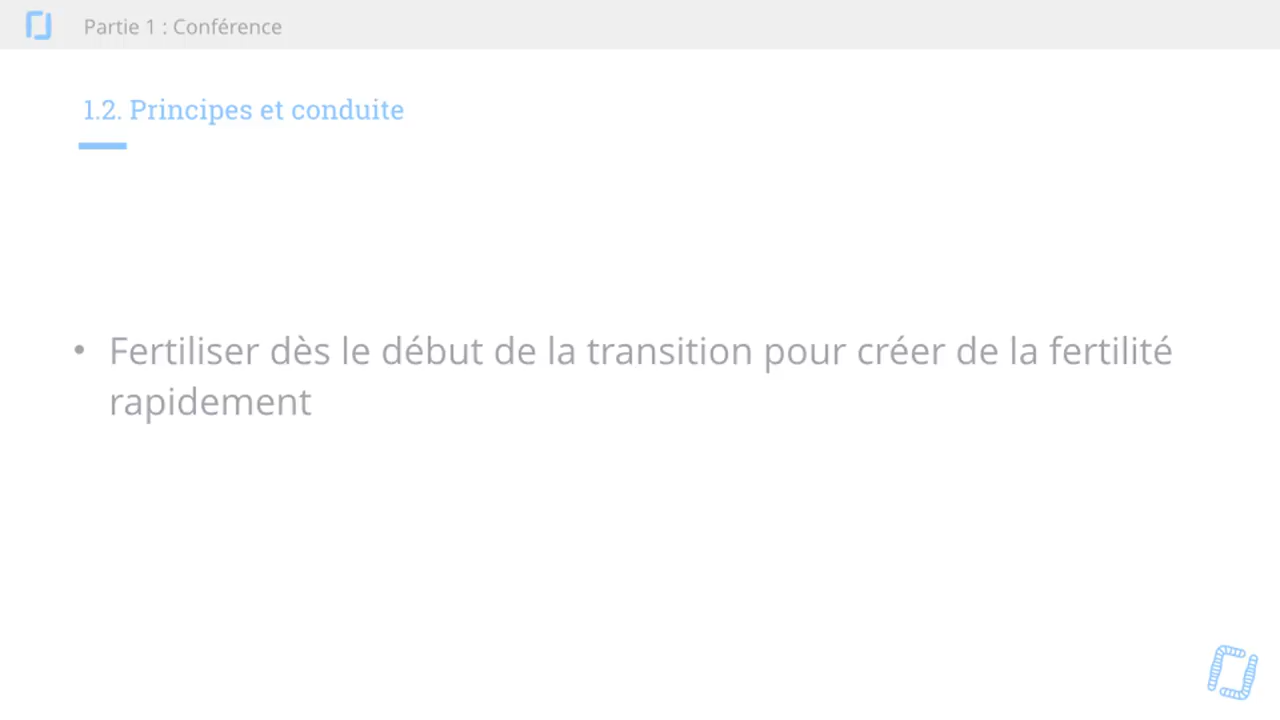 Partie 1 : Conférence
1.2. Principes et conduite
• Fertiliser dès le début de la transition pour créer de la fertilité
rapidement